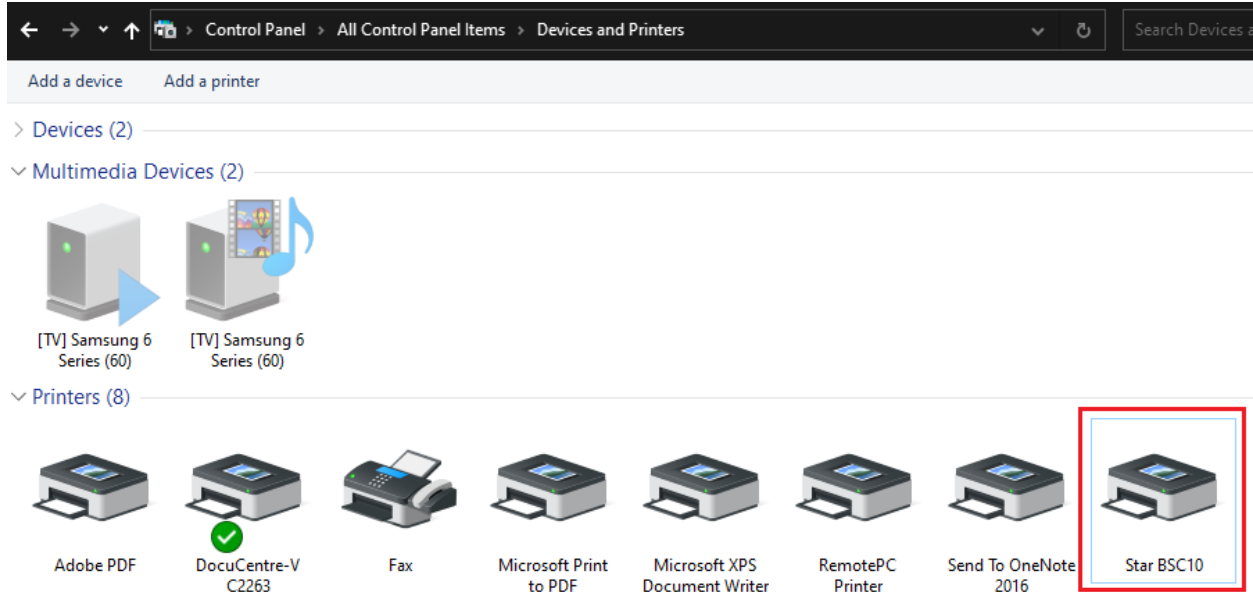 Control Panel > All Control Panel Items > Devices and Printers
Search Devices a
Add a device Add a printer
Devices (2)
Multimedia Devices (2)
[TV] Samsung 6
Series (60)
[TV] Samsung 6
Series (60)
Printers (8)
Adobe PDF
DocuCentre-V
C2263
Fax
Microsoft Print
to PDF
Microsoft XPS
Document Writer
RemotePC
Printer
Send To OneNote
2016
Star BSC10